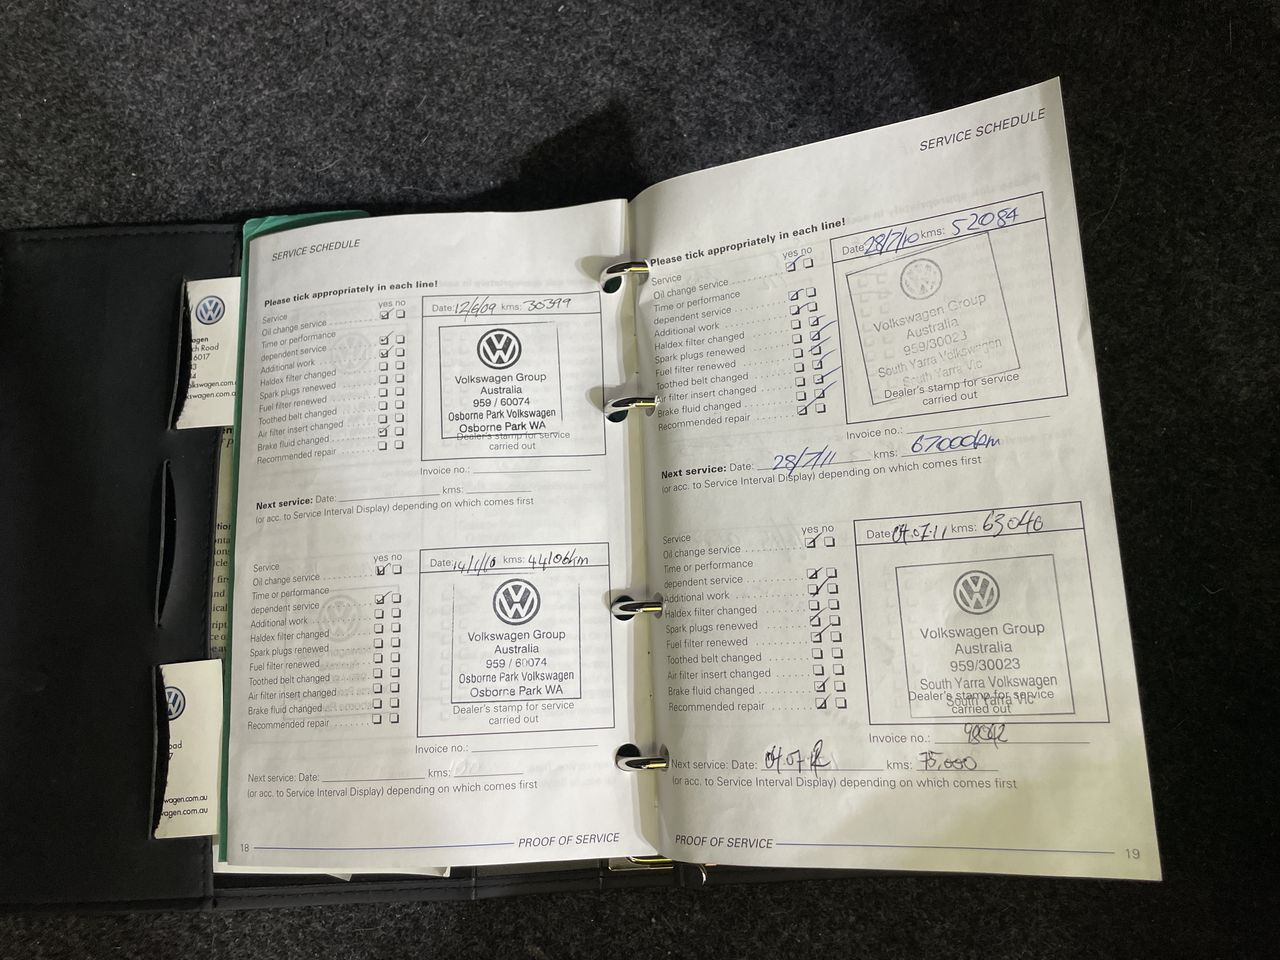 SERVICE SCHEDULE
Please tick appropriately in each line!
yes no
Service
Oil change service
Time or performance
dependent service
Additional work
Haldex filter changed
Spark plugs renewed
Fuel filter renewed
Toothed belt changed
Air filter insert changed
Brake fluid changed
Recommended repair
Date: 12/6/09 kms: 30399
Volkswagen Group
Australia
959 / 60074
Osborne Park Volkswagen
Osborne Park WA
Dealer's stamp for service
carried out
Invoice no.:
Next service: Date: kms:
(or acc. to Service Interval Display) depending on which comes first
yes no
Service
Oil change service
Time or performance
dependent service
Additional work
Haldex filter changed
Spark plugs renewed
Fuel filter renewed
Toothed belt changed
Air filter insert changed
Brake fluid changed
Recommended repair
Date: 14/1/10 kms: 44106km
Volkswagen Group
Australia
959 / 60074
Osborne Park Volkswagen
Osborne Park WA
Dealer's stamp for service
carried out
Invoice no.:
Next service: Date: kms:
(or acc. to Service Interval Display) depending on which comes first
18 PROOF OF SERVICE
SERVICE SCHEDULE
Please tick appropriately in each line!
yes no
Service
Oil change service
Time or performance
dependent service
Additional work
Haldex filter changed
Spark plugs renewed
Fuel filter renewed
Toothed belt changed
Air filter insert changed
Brake fluid changed
Recommended repair
Date: 28/7/10 kms: 52084
Volkswagen Group
Australia
959/30023
South Yarra Volkswagen
South Yarra Vic
Dealer's stamp for service
carried out
Invoice no.:
Next service: Date: 28/7/11 kms: 67000km
(or acc. to Service Interval Display) depending on which comes first
yes no
Service
Oil change service
Time or performance
dependent service
Additional work
Haldex filter changed
Spark plugs renewed
Fuel filter renewed
Toothed belt changed
Air filter insert changed
Brake fluid changed
Recommended repair
Date: 04.07.11 kms: 63046
Volkswagen Group
Australia
959/30023
South Yarra Volkswagen
South Yarra Vic
Dealer's stamp for service
carried out
Invoice no.:
Next service: Date: 04.07.12 kms: 75,000
(or acc. to Service Interval Display) depending on which comes first
PROOF OF SERVICE 19